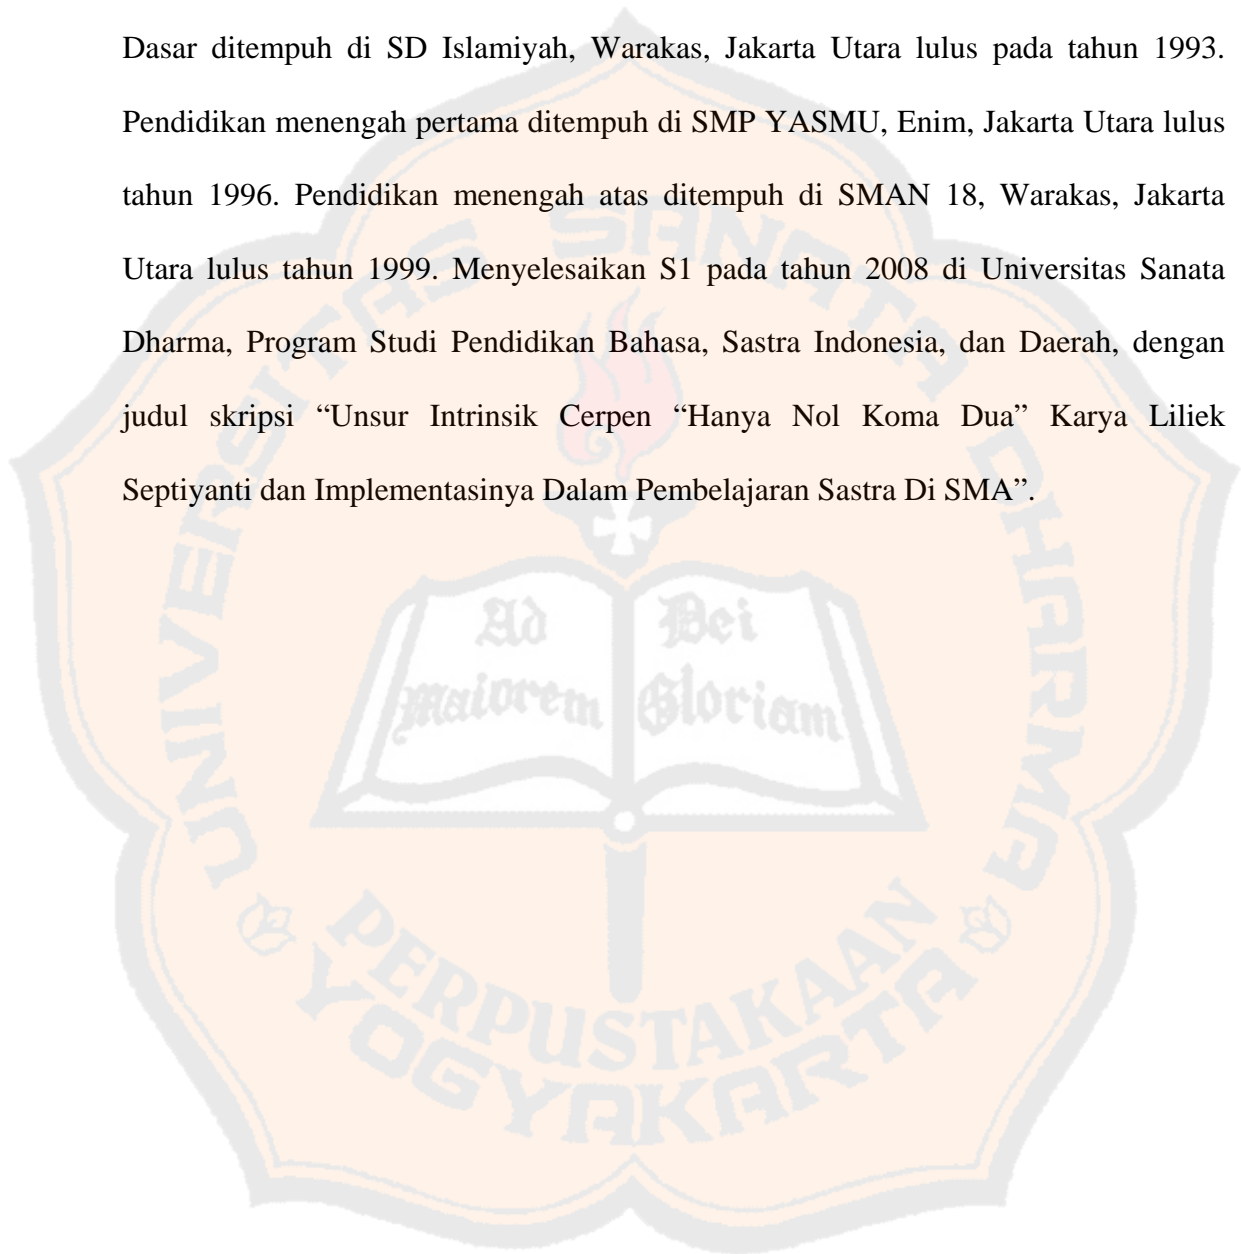 Dasar ditempuh di SD Islamiyah, Warakas, Jakarta Utara lulus pada tahun 1993.
Pendidikan menengah pertama ditempuh di SMP YASMU, Enim, Jakarta Utara lulus
tahun 1996. Pendidikan menengah atas ditempuh di SMAN 18, Warakas, Jakarta
Utara lulus tahun 1999. Menyelesaikan S1 pada tahun 2008 di Universitas Sanata
Dharma, Program Studi Pendidikan Bahasa, Sastra Indonesia, dan Daerah, dengan
judul skripsi “Unsur Intrinsik Cerpen “Hanya Nol Koma Dua” Karya Liliek
Septiyanti dan Implementasinya Dalam Pembelajaran Sastra Di SMA”.
UNIVERSITAS SANATA DHARMA
Ad Dei
Maiorem Gloriam
PERPUSTAKAAN
YOGYAKARTA